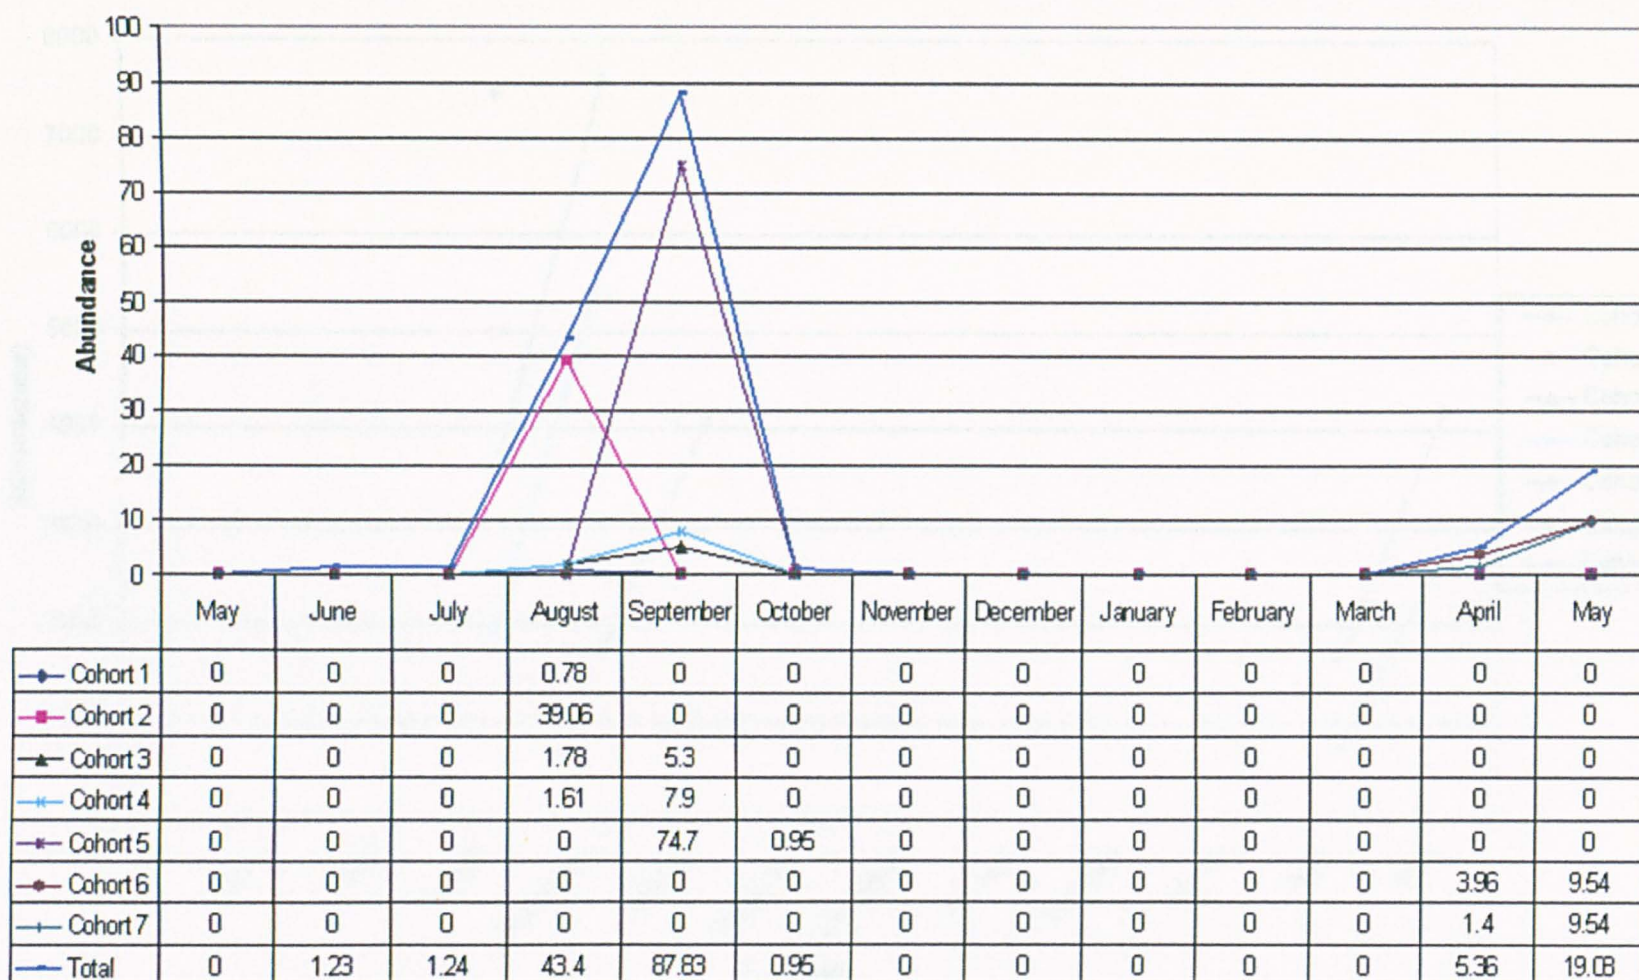 100
90
80
70
60
50
40
30
20
10
0
Abundance
May June July August September October November December January February March April May
Cohort 1 0 0 0 0.78 0 0 0 0 0 0 0 0 0
Cohort 2 0 0 0 39.06 0 0 0 0 0 0 0 0 0
Cohort 3 0 0 0 1.78 5.3 0 0 0 0 0 0 0 0
Cohort 4 0 0 0 1.61 7.9 0 0 0 0 0 0 0 0
Cohort 5 0 0 0 0 74.7 0.95 0 0 0 0 0 0 0
Cohort 6 0 0 0 0 0 0 0 0 0 0 0 3.96 9.54
Cohort 7 0 0 0 0 0 0 0 0 0 0 0 1.4 9.54
Total 0 1.23 1.24 43.4 87.83 0.95 0 0 0 0 0 5.36 19.08